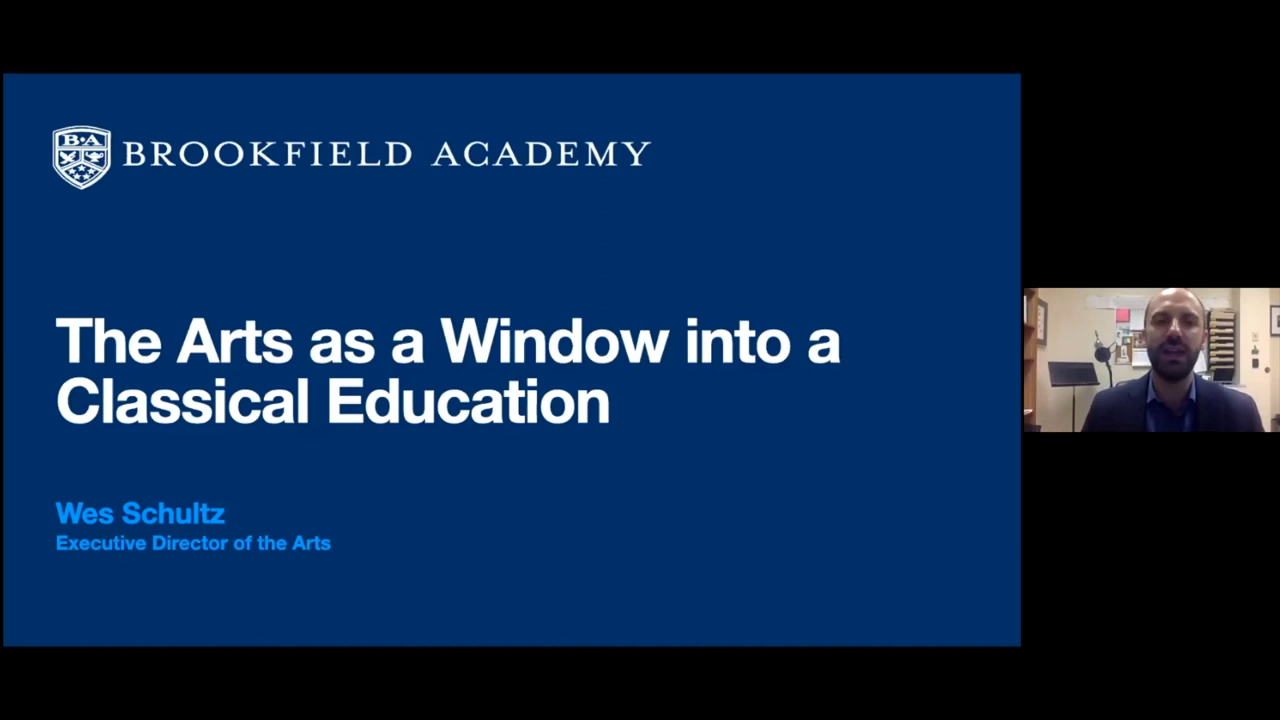 B·A
BROOKFIELD ACADEMY
The Arts as a Window into a
Classical Education
Wes Schultz
Executive Director of the Arts